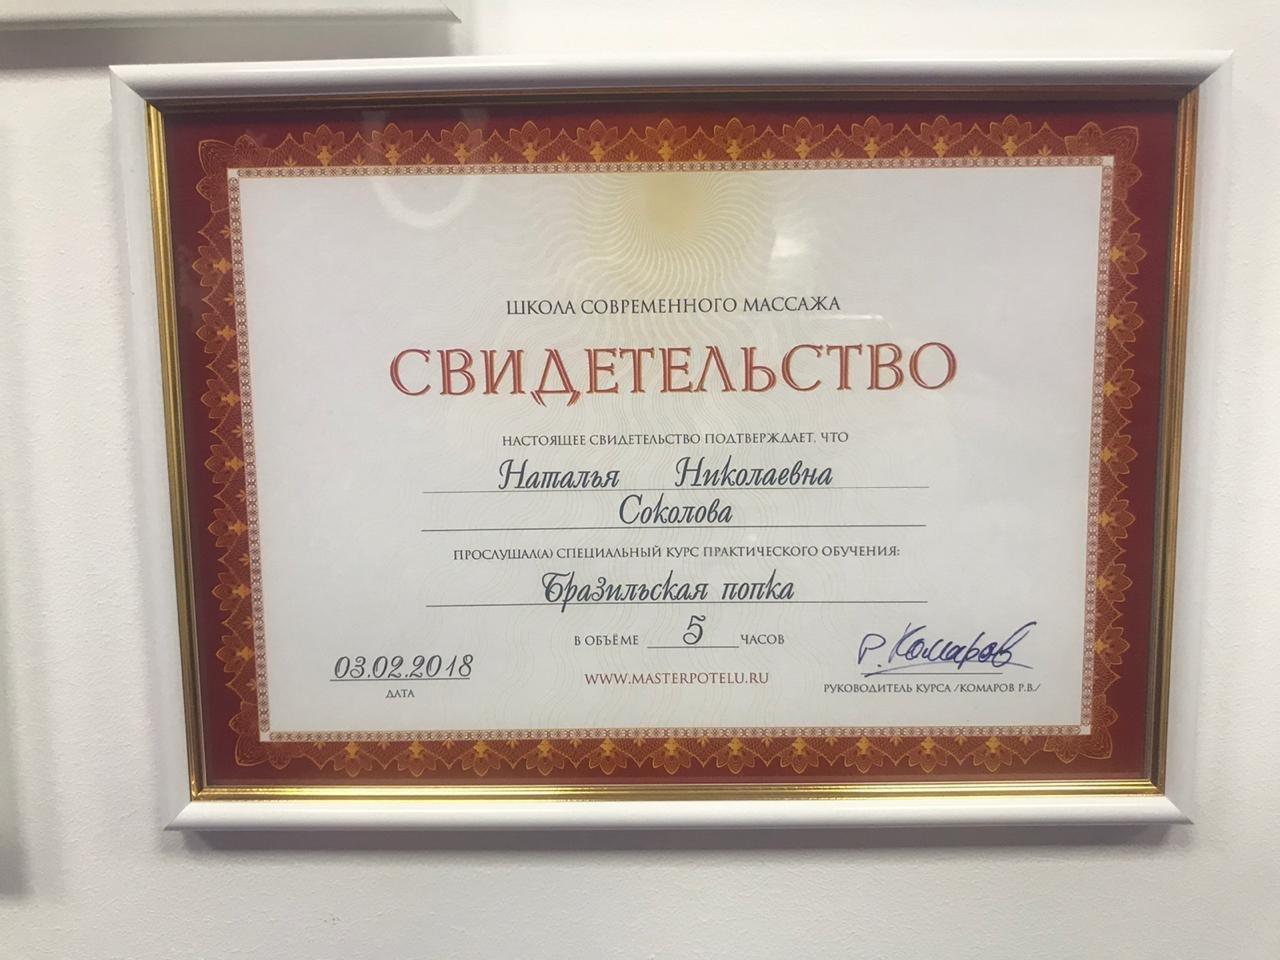 ШКОЛА СОВРЕМЕННОГО МАССАЖА
СВИДЕТЕЛЬСТВО
НАСТОЯЩЕЕ СВИДЕТЕЛЬСТВО ПОДТВЕРЖДАЕТ, ЧТО
Наталья Николаевна
Соколова
ПРОСЛУШАЛ(А) СПЕЦИАЛЬНЫЙ КУРС ПРАКТИЧЕСКОГО ОБУЧЕНИЯ:
Бразильская попка
В ОБЪЁМЕ 5 ЧАСОВ
Р. Комаров
03.02.2018
ДАТА
WWW.MASTERPOTELU.RU
РУКОВОДИТЕЛЬ КУРСА /КОМАРОВ Р.В./